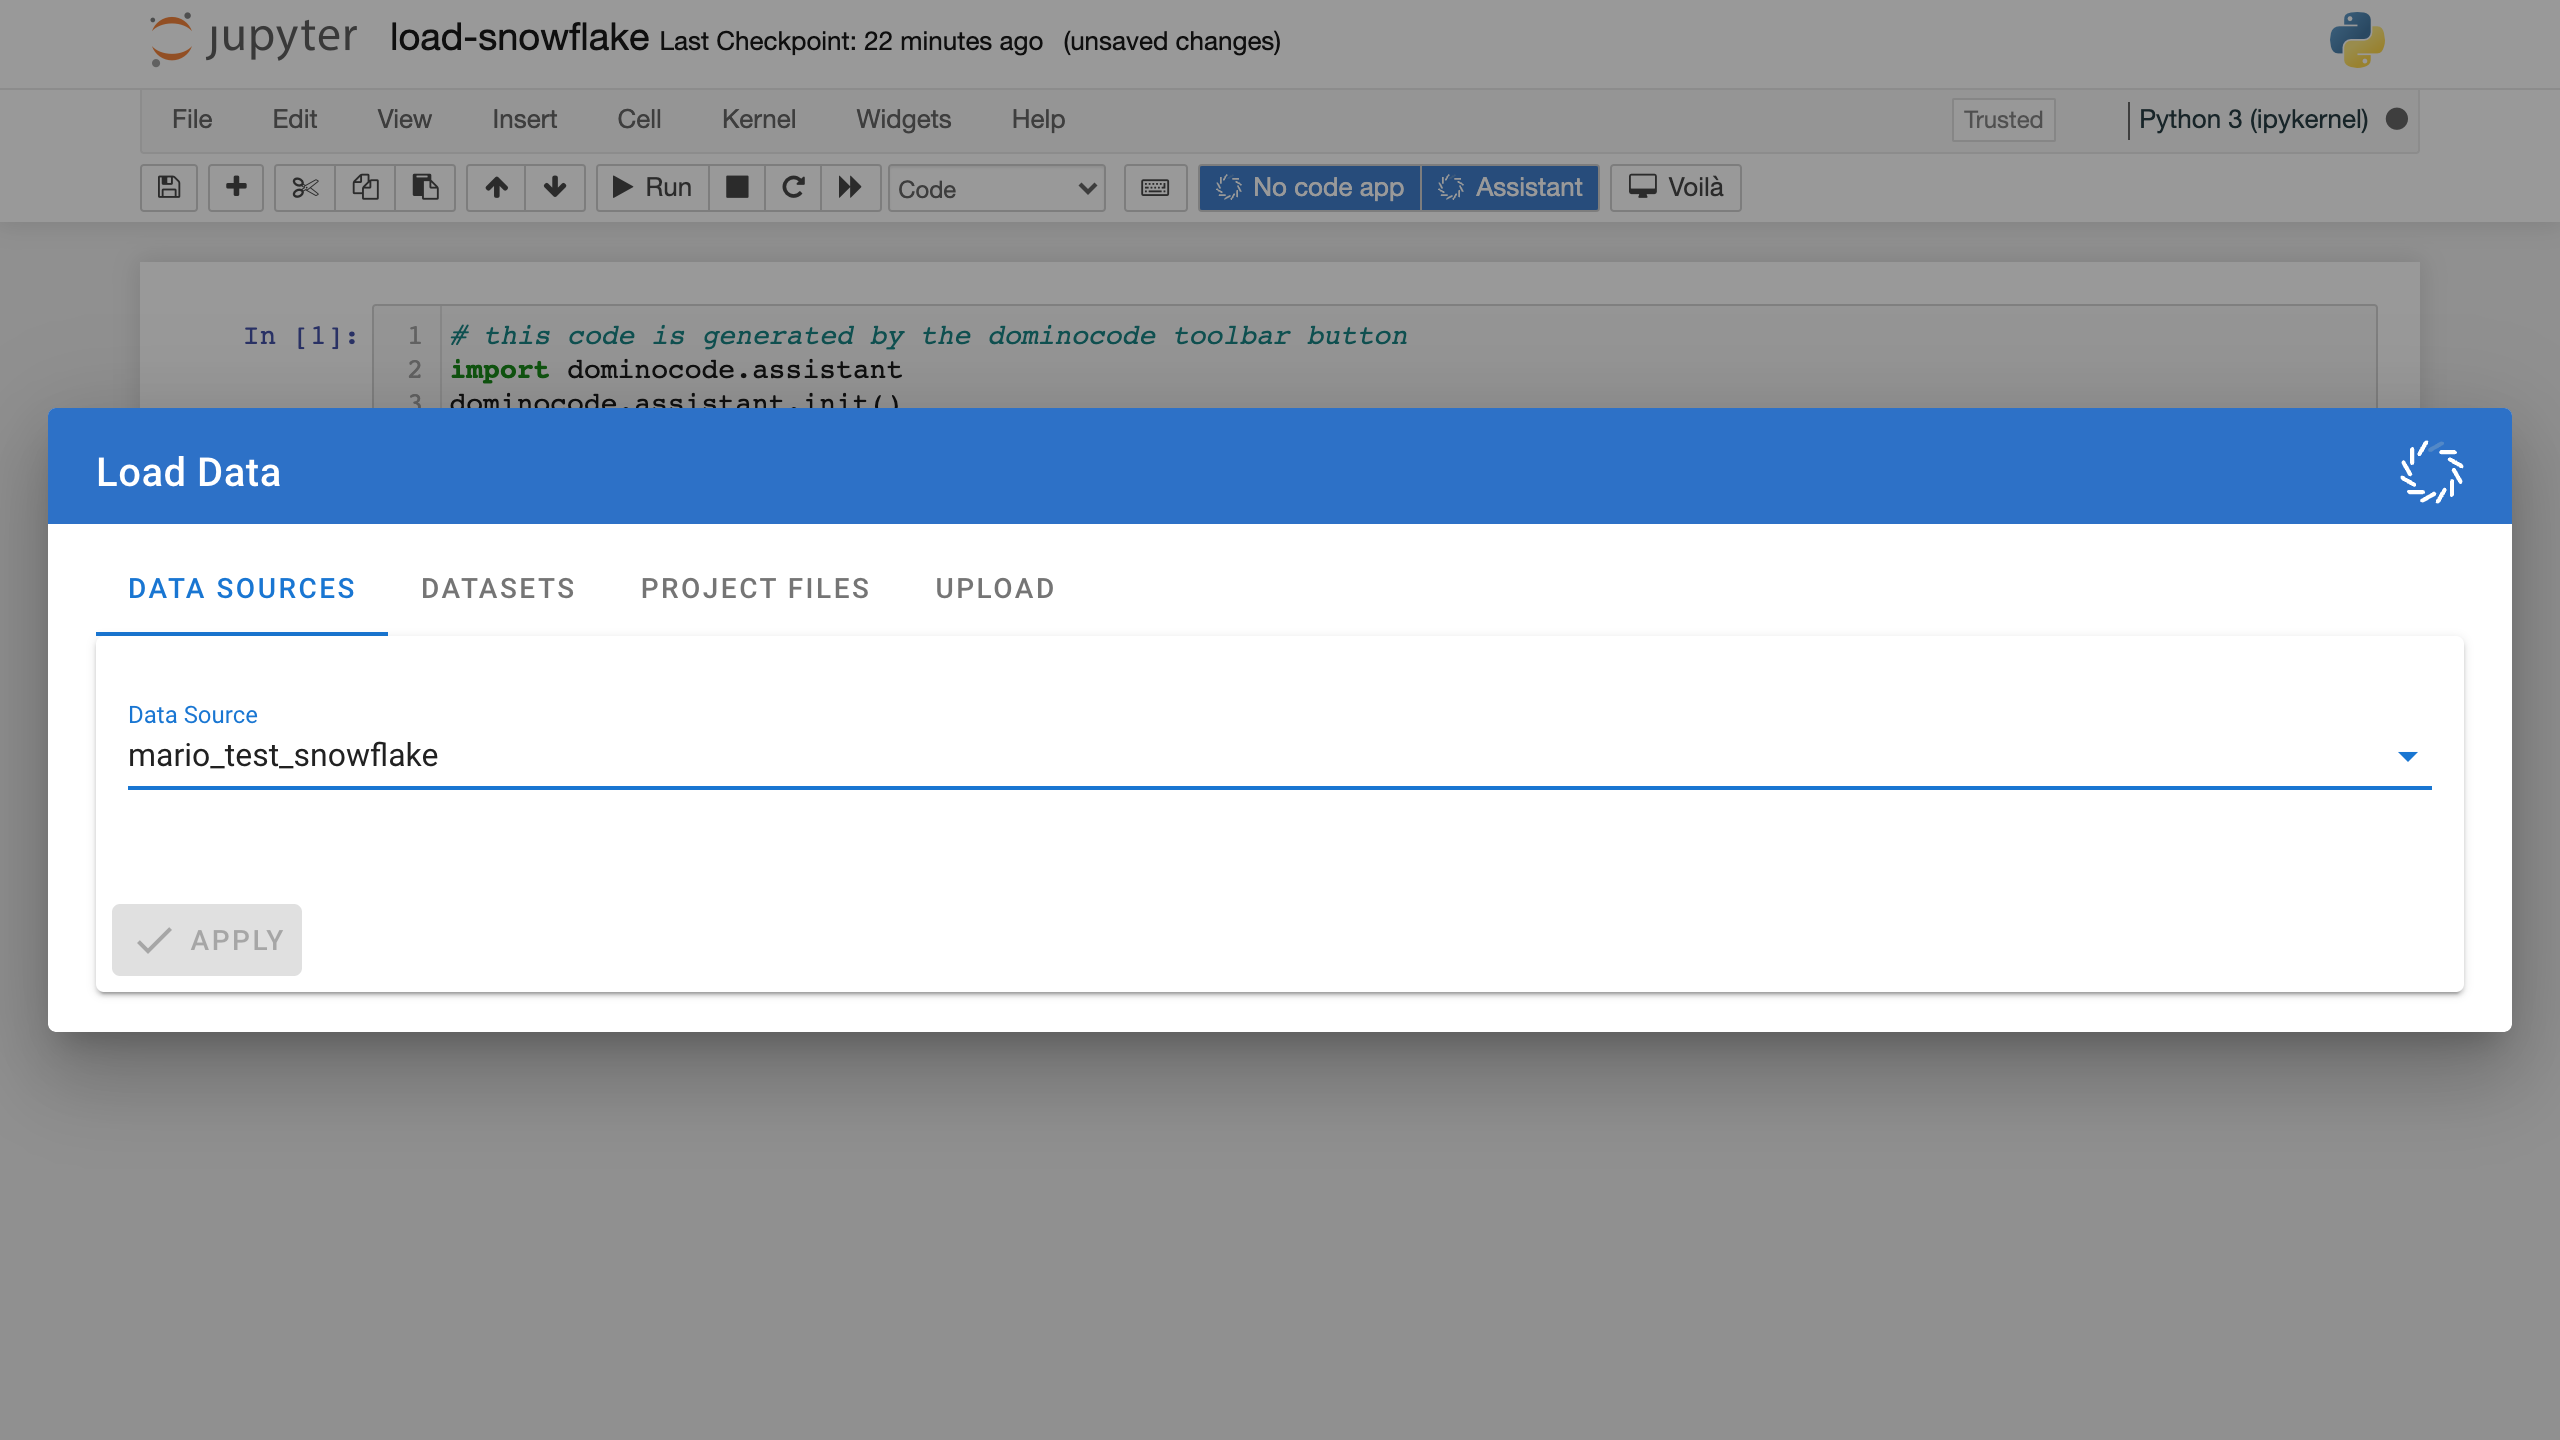 jupyter load-snowflake Last Checkpoint: 22 minutes ago (unsaved changes)
File Edit View Insert Cell Kernel Widgets Help Trusted Python 3 (ipykernel)
Run Code No code app Assistant Voilà
In [1]: 1 # this code is generated by the dominocode toolbar button
2 import dominocode.assistant
3 dominocode.assistant.init()
Load Data
DATA SOURCES DATASETS PROJECT FILES UPLOAD
Data Source
mario_test_snowflake
APPLY